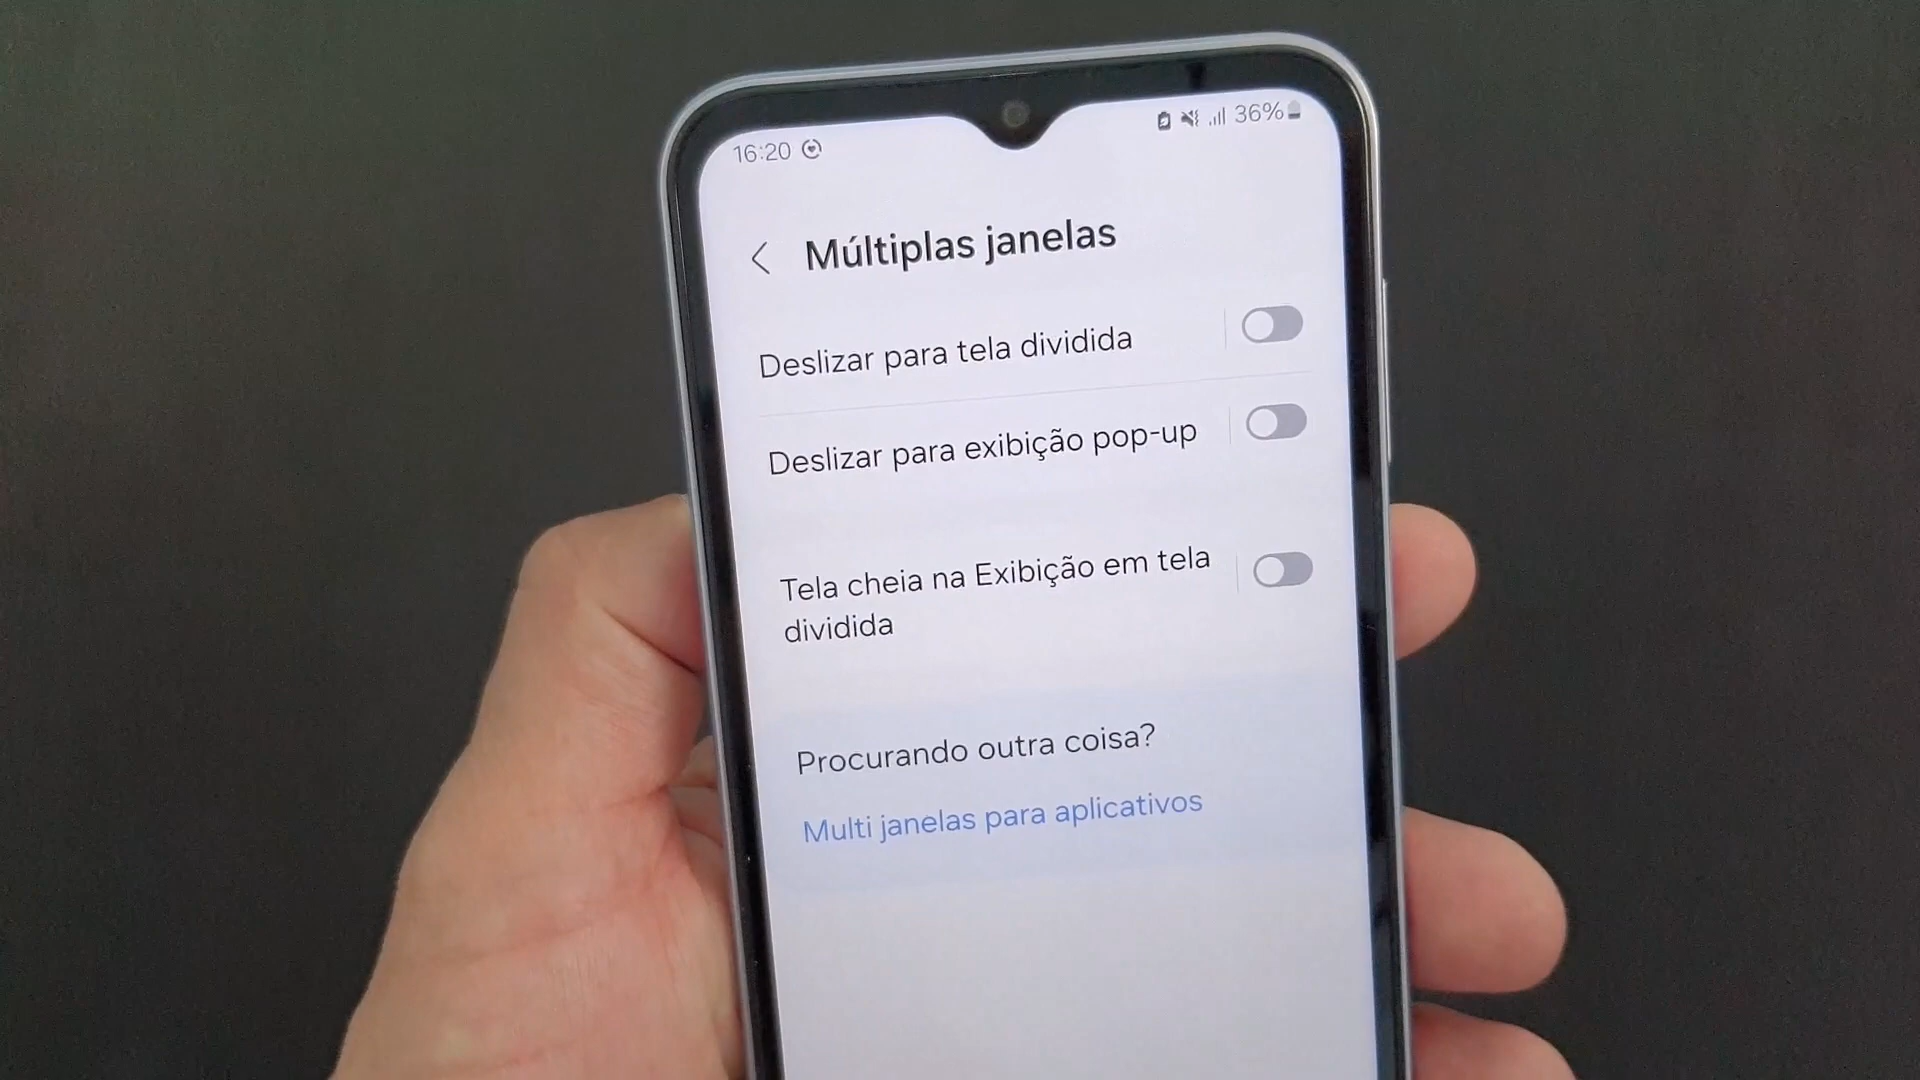 16:20
36%
Múltiplas janelas
Deslizar para tela dividida
Deslizar para exibição pop-up
Tela cheia na Exibição em tela
dividida
Procurando outra coisa?
Multi janelas para aplicativos